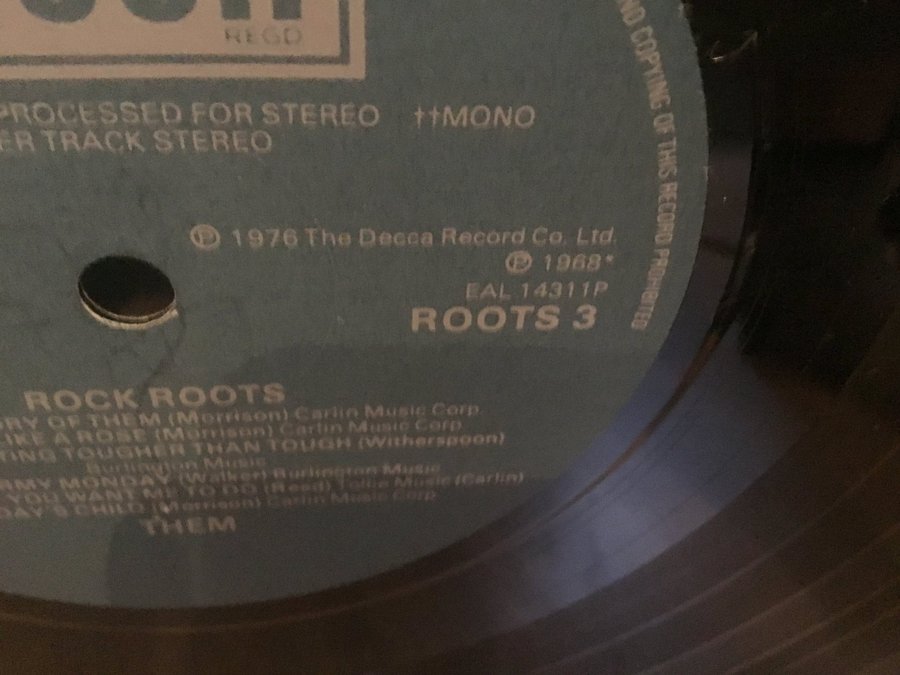 REGD
PROCESSED FOR STEREO ††MONO
ER TRACK STEREO
NO COPYING OF THIS RECORD PROHIBITED
℗ 1976 The Decca Record Co. Ltd.
℗ 1968*
EAL 14311P
ROOTS 3
ROCK ROOTS
ORY OF THEM (Morrison) Carlin Music Corp.
LIKE A ROSE (Morrison) Carlin Music Corp.
TING TOUGHER THAN TOUGH (Witherspoon)
Burlington Music
RMY MONDAY (Walker) Burlington Music
YOU WANT ME TO DO (Reed) Tollie Music (Carlin)
DAY'S CHILD (Morrison) Carlin Music Corp
THEM